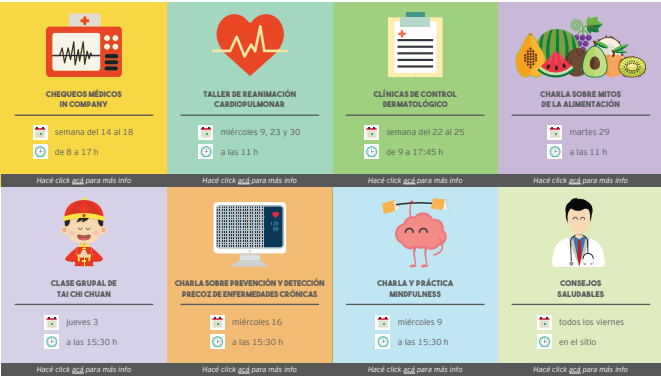 CHEQUEOS MÉDICOS
IN COMPANY
semana del 14 al 18
de 8 a 17 h
Hacé click acá para más info
TALLER DE REANIMACIÓN
CARDIOPULMONAR
miércoles 9, 23 y 30
a las 11 h
Hacé click acá para más info
CLÍNICAS DE CONTROL
DERMATOLÓGICO
semana del 22 al 25
de 9 a 17:45 h
Hacé click acá para más info
CHARLA SOBRE MITOS
DE LA ALIMENTACIÓN
martes 29
a las 11 h
Hacé click acá para más info
CLASE GRUPAL DE
TAI CHI CHUAN
jueves 3
a las 15:30 h
Hacé click acá para más info
120
80
CHARLA SOBRE PREVENCIÓN Y DETECCIÓN
PRECOZ DE ENFERMEDADES CRÓNICAS
miércoles 16
a las 15:30 h
Hacé click acá para más info
CHARLA Y PRÁCTICA
MINDFULNESS
miércoles 9
a las 15:30 h
Hacé click acá para más info
CONSEJOS
SALUDABLES
todos los viernes
en el sitio
Hacé click acá para más info